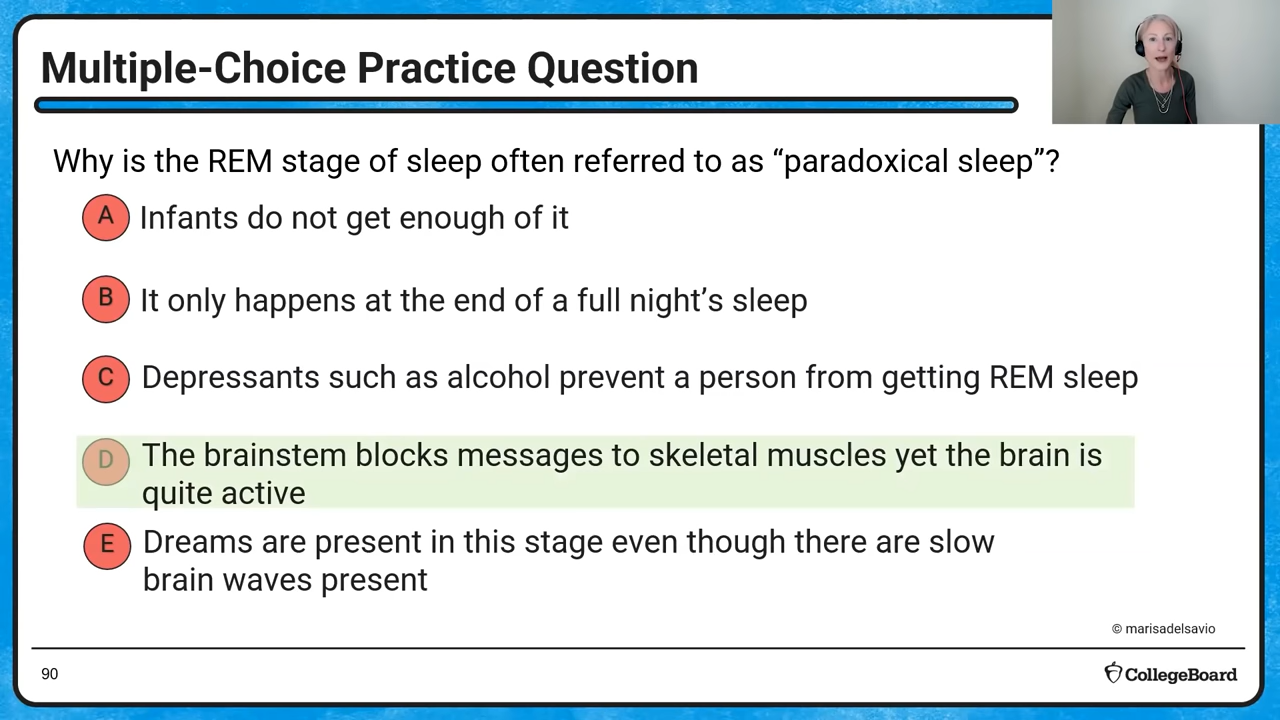 Multiple-Choice Practice Question
Why is the REM stage of sleep often referred to as “paradoxical sleep”?
A Infants do not get enough of it
B It only happens at the end of a full night’s sleep
C Depressants such as alcohol prevent a person from getting REM sleep
D The brainstem blocks messages to skeletal muscles yet the brain is
quite active
E Dreams are present in this stage even though there are slow
brain waves present
© marisadelsavio
90
CollegeBoard